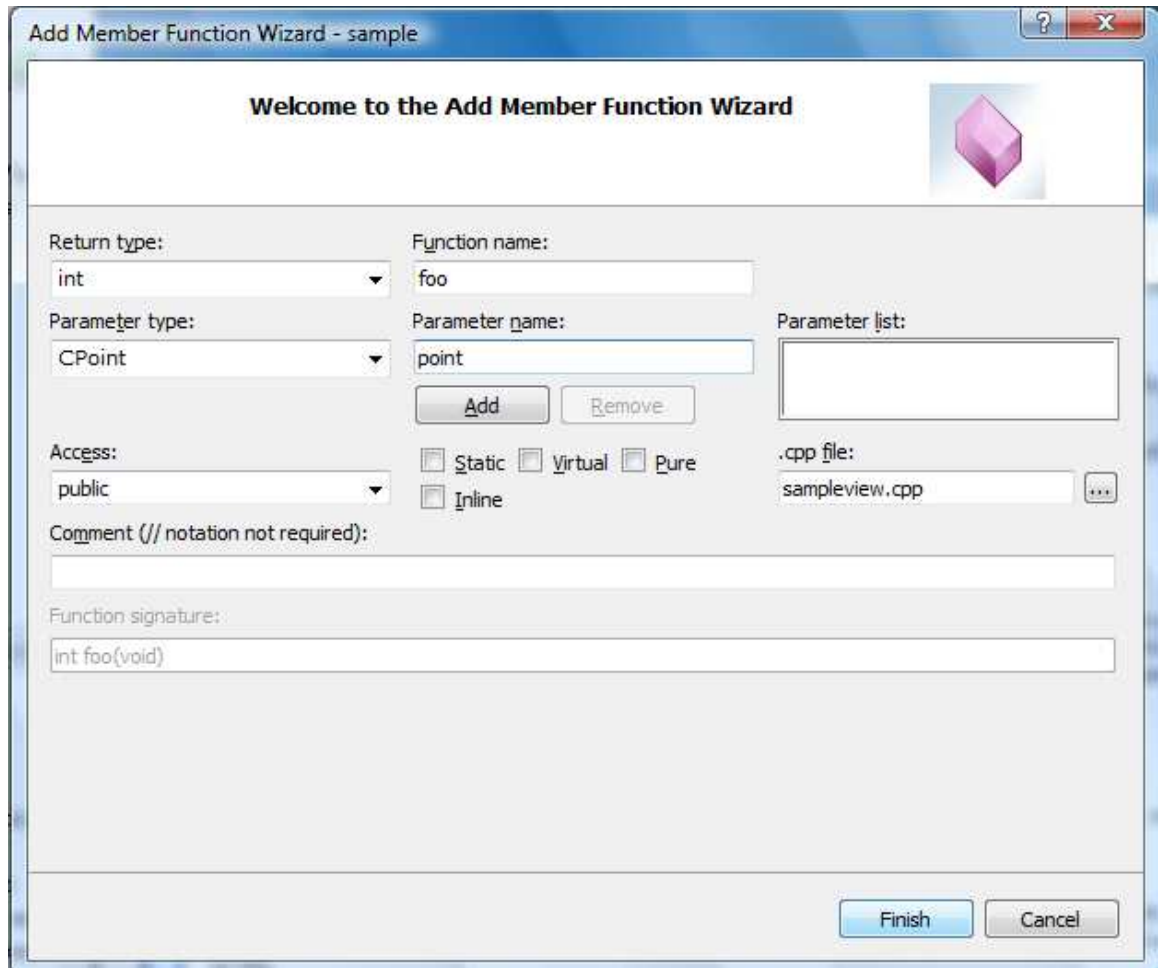 Add Member Function Wizard - sample
?
X
Welcome to the Add Member Function Wizard
Return type:
Function name:
int
foo
Parameter type:
Parameter name:
Parameter list:
CPoint
point
Add
Remove
Access:
Static
Virtual
Pure
.cpp file:
public
Inline
sampleview.cpp
...
Comment (// notation not required):
Function signature:
int foo(void)
Finish
Cancel